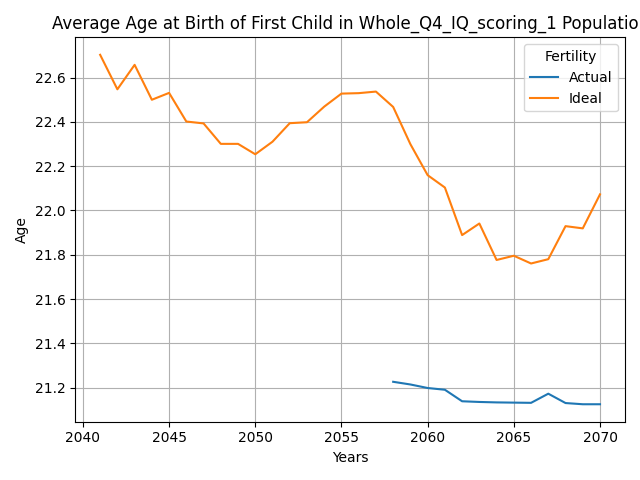 Average Age at Birth of First Child in Whole_Q4_IQ_scoring_1 Populatio
Fertility
Actual
Ideal
22.6
22.4
22.2
22.0
21.8
21.6
21.4
21.2
Age
2040 2045 2050 2055 2060 2065 2070
Years